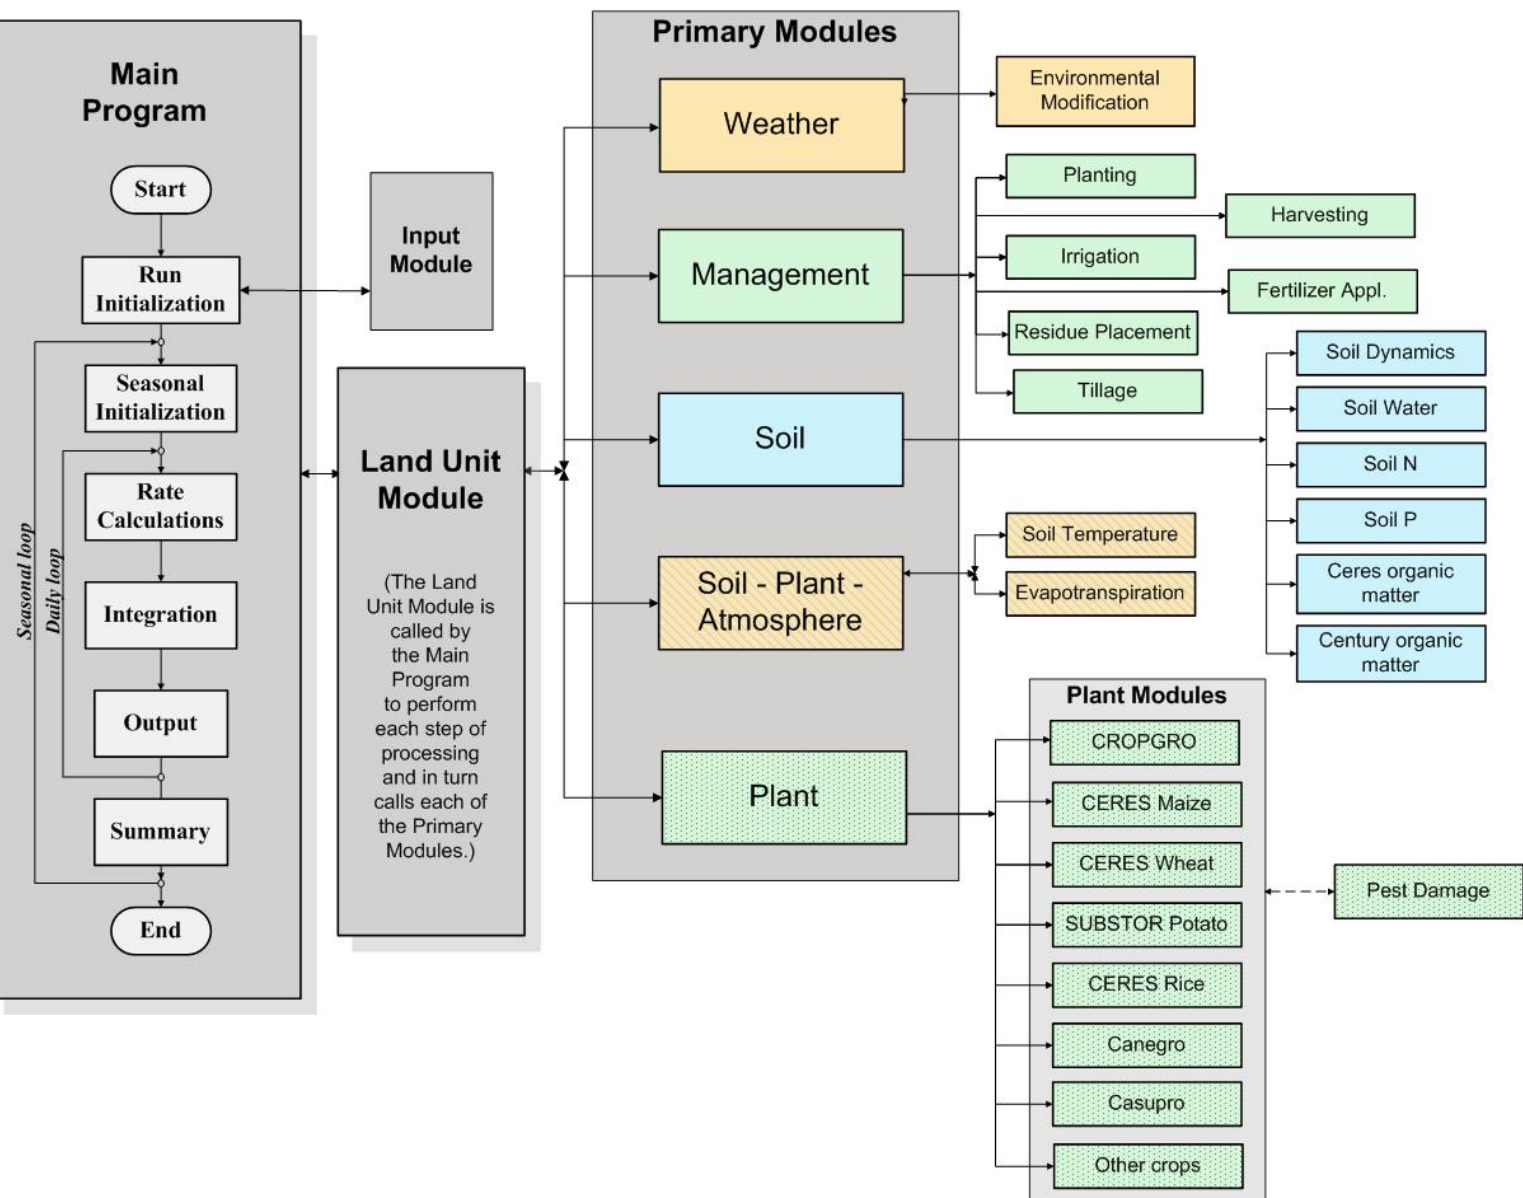 Main
Program
Start
Run
Initialization
Seasonal
Initialization
Rate
Calculations
Integration
Output
Summary
End
Seasonal loop
Daily loop
Input
Module
Land Unit
Module
(The Land
Unit Module is
called by
the Main
Program
to perform
each step of
processing
and in turn
calls each of
the Primary
Modules.)
Primary Modules
Weather
Management
Soil
Soil - Plant -
Atmosphere
Plant
Environmental
Modification
Planting
Harvesting
Irrigation
Fertilizer Appl.
Residue Placement
Tillage
Soil Dynamics
Soil Water
Soil N
Soil P
Ceres organic
matter
Century organic
matter
Soil Temperature
Evapotranspiration
Plant Modules
CROPGRO
CERES Maize
CERES Wheat
SUBSTOR Potato
CERES Rice
Canegro
Casupro
Other crops
Pest Damage